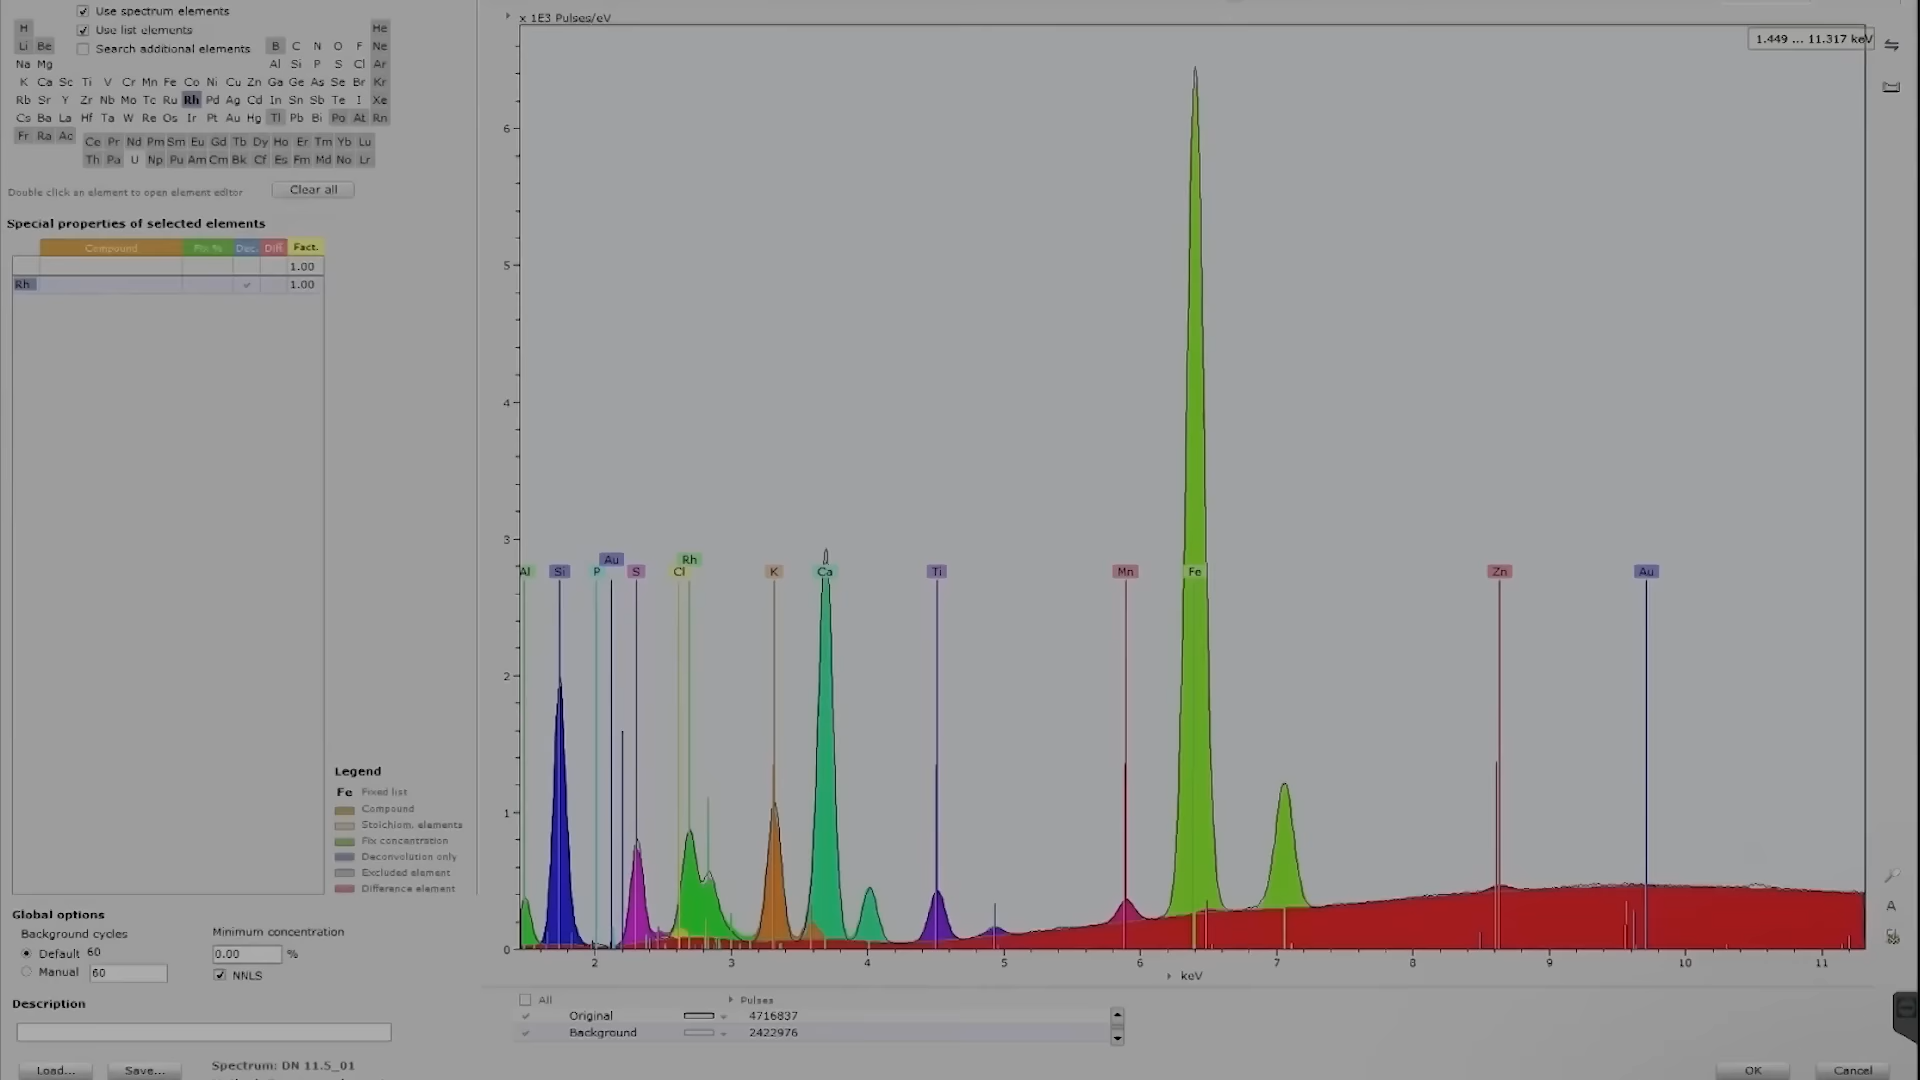 Use spectrum elements
Use list elements
Search additional elements
H He
Li Be B C N O F Ne
Na Mg Al Si P S Cl Ar
K Ca Sc Ti V Cr Mn Fe Co Ni Cu Zn Ga Ge As Se Br Kr
Rb Sr Y Zr Nb Mo Tc Ru Rh Pd Ag Cd In Sn Sb Te I Xe
Cs Ba La Hf Ta W Re Os Ir Pt Au Hg Tl Pb Bi Po At Rn
Fr Ra Ac
Ce Pr Nd Pm Sm Eu Gd Tb Dy Ho Er Tm Yb Lu
Th Pa U Np Pu Am Cm Bk Cf Es Fm Md No Lr
Double click an element to open element editor
Clear all
Special properties of selected elements
Compound Fix % Dec. Diff Fact.
1.00
Rh 1.00
Legend
Fe Fixed list
Compound
Stoichiom. elements
Fix concentration
Deconvolution only
Excluded element
Difference element
Global options
Background cycles
Default 60
Manual 60
Minimum concentration
0.00 %
NNLS
Description
Load... Save...
Spectrum: DN 11.5_01
x 1E3 Pulses/eV
1.449 ... 11.317 keV
6
5
4
3
2
1
0
Au Rh
Al Si P S Cl K Ca Ti Mn Fe Zn Au
2 3 4 5 6 7 8 9 10 11
keV
All Pulses
Original 4716837
Background 2422976
A
OK Cancel